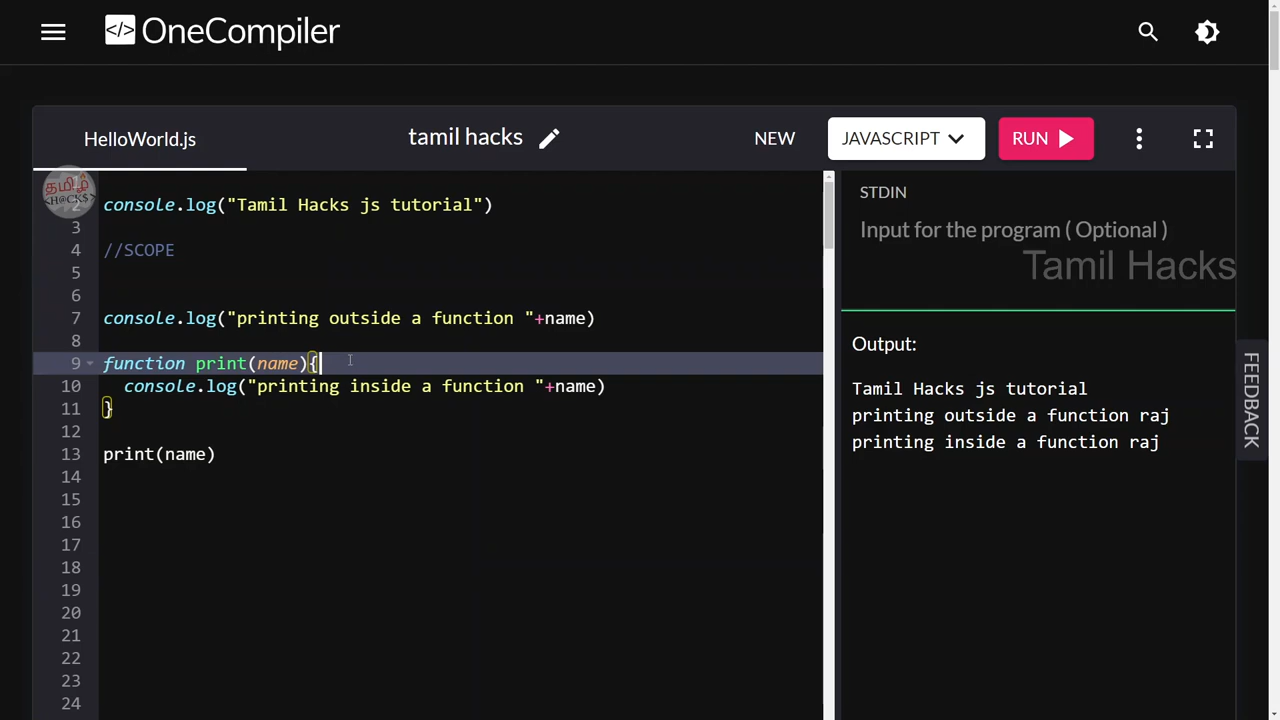 </> OneCompiler
HelloWorld.js
tamil hacks
NEW
JAVASCRIPT
RUN
தமிழ்
<H@CK$>
2 console.log("Tamil Hacks js tutorial")
3
4 //SCOPE
5
6
7 console.log("printing outside a function "+name)
8
9 function print(name){
10 console.log("printing inside a function "+name)
11 }
12
13 print(name)
14
15
16
17
18
19
20
21
22
23
24
STDIN
Input for the program ( Optional )
Tamil Hacks
Output:
Tamil Hacks js tutorial
printing outside a function raj
printing inside a function raj
FEEDBACK